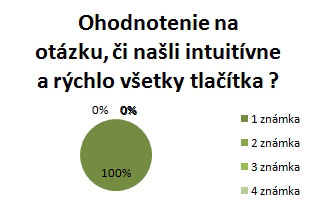 Ohodnotenie na
otázku, či našli intuitívne
a rýchlo všetky tlačítka ?
0% 0%
100%
1 známka
2 známka
3 známka
4 známka